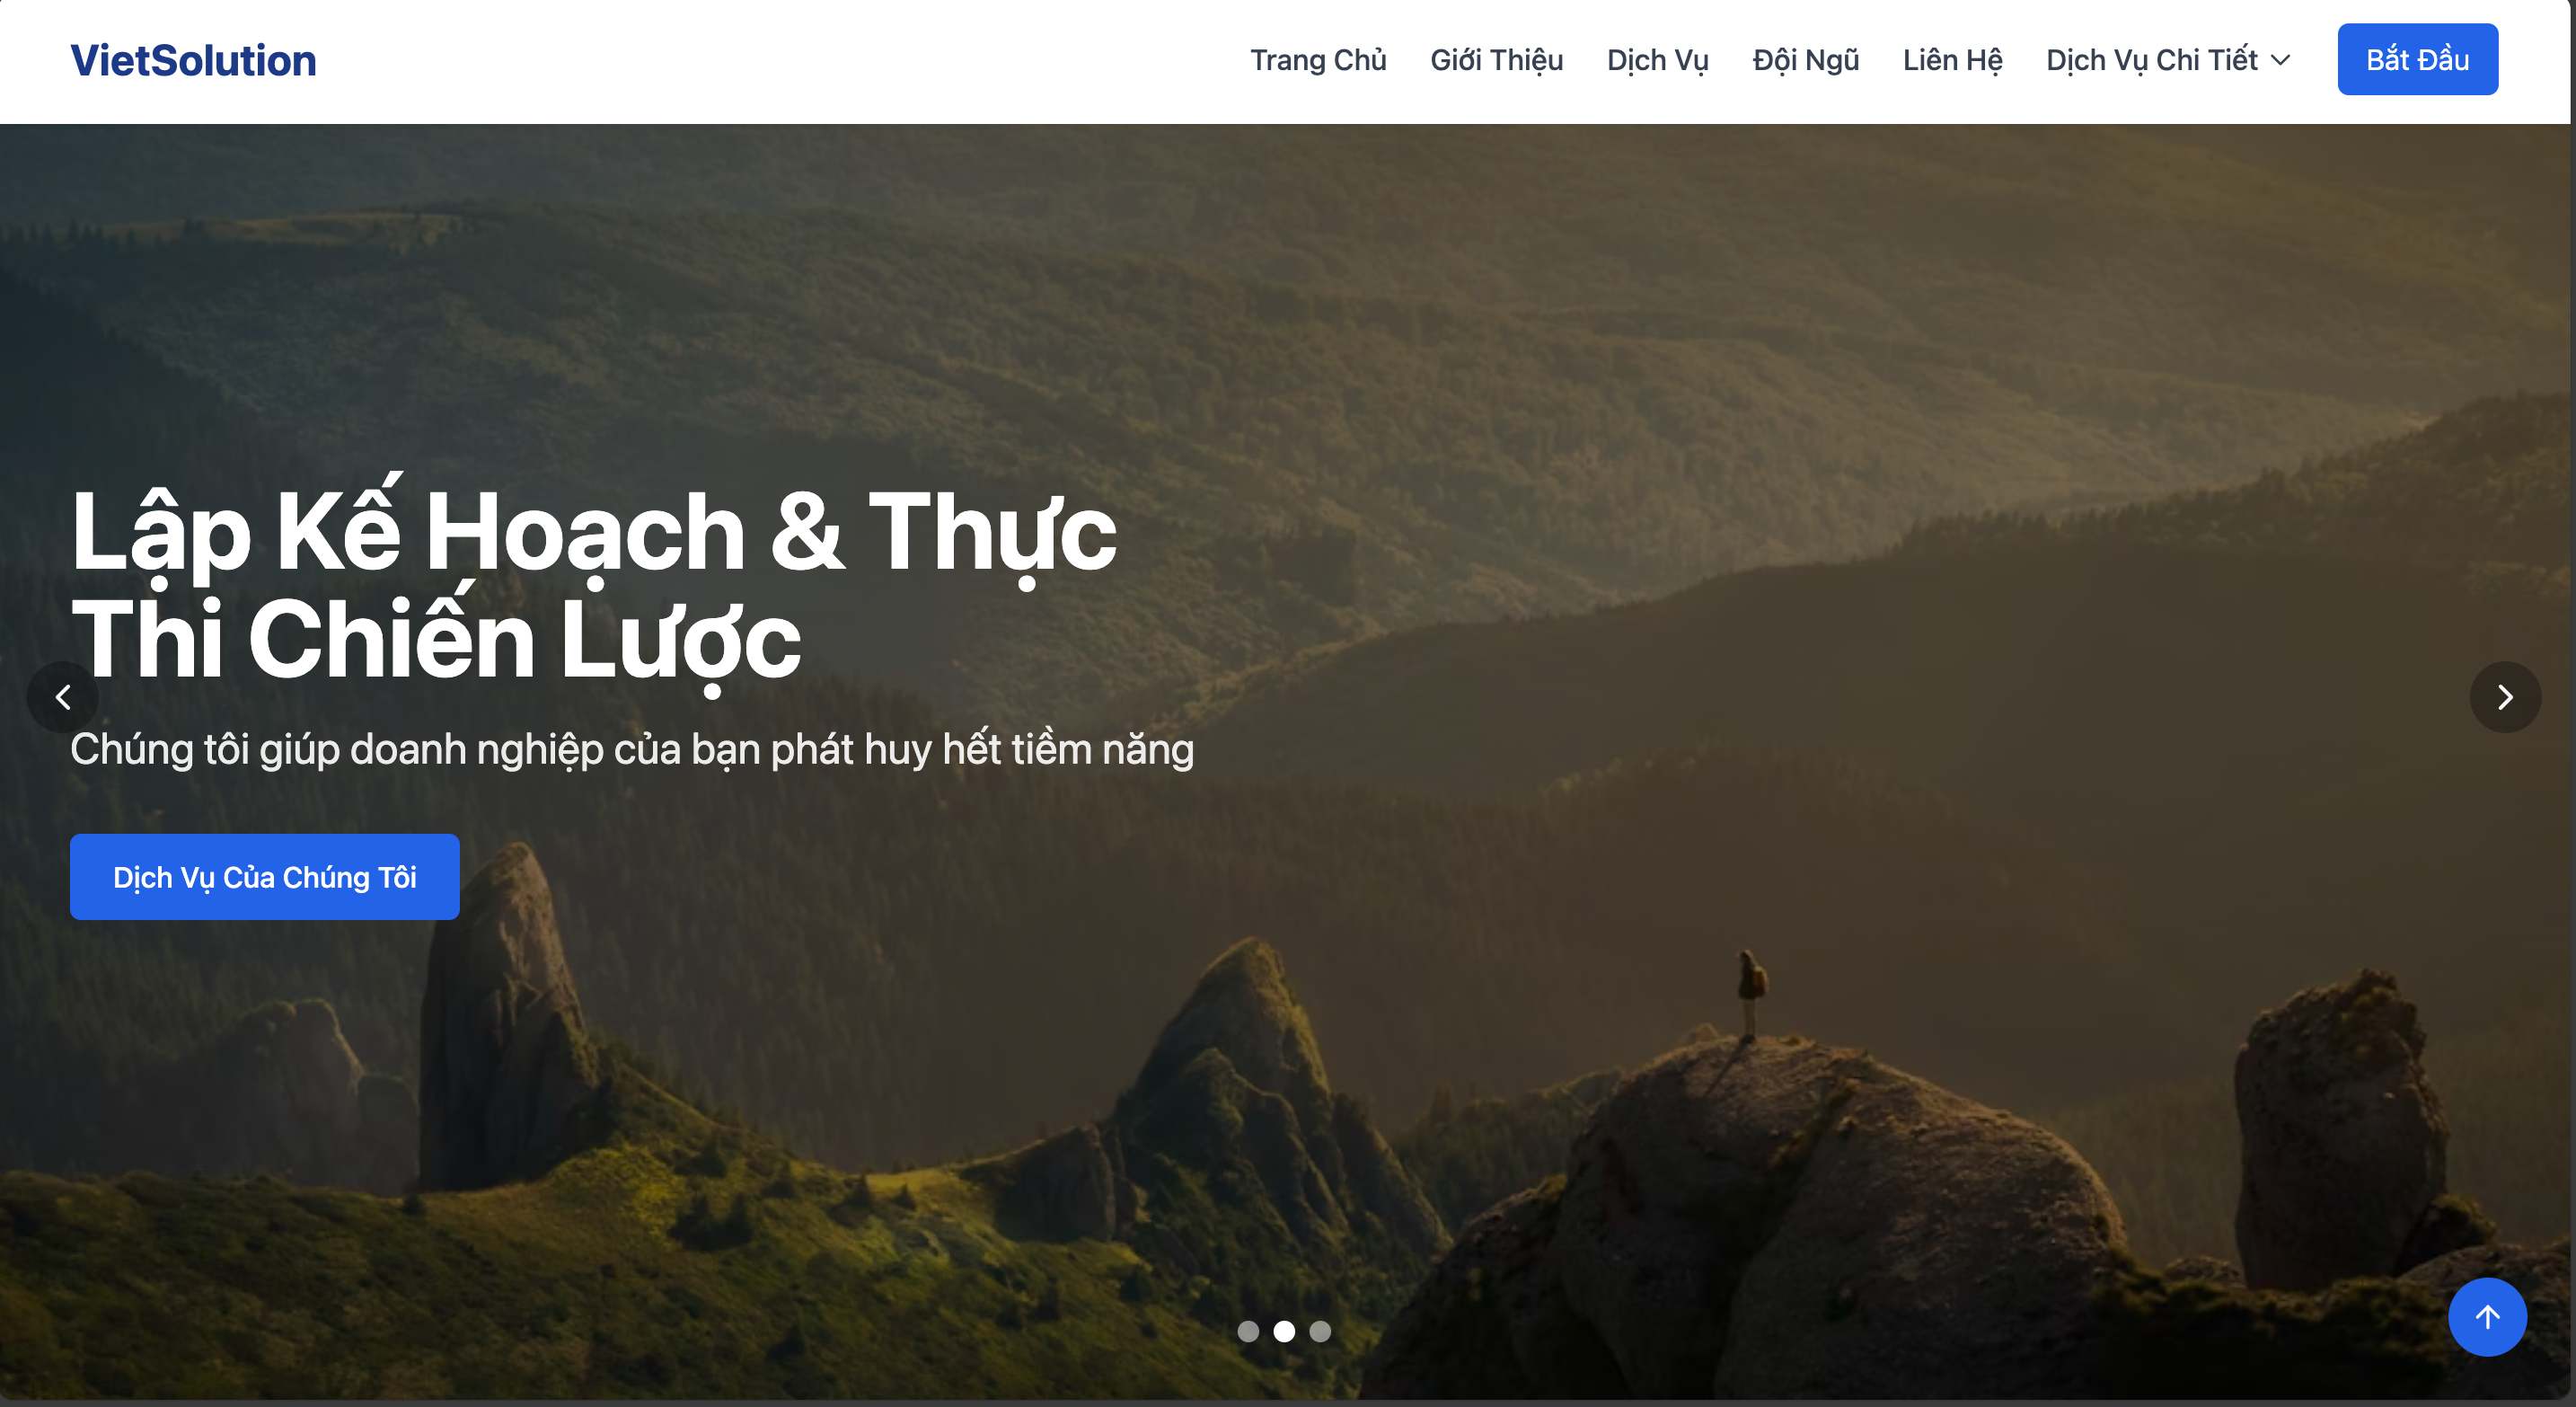 VietSolution
Trang Chủ
Giới Thiệu
Dịch Vụ
Đội Ngũ
Liên Hệ
Dịch Vụ Chi Tiết
Bắt Đầu
Lập Kế Hoạch & Thực
Thi Chiến Lược
Chúng tôi giúp doanh nghiệp của bạn phát huy hết tiềm năng
Dịch Vụ Của Chúng Tôi